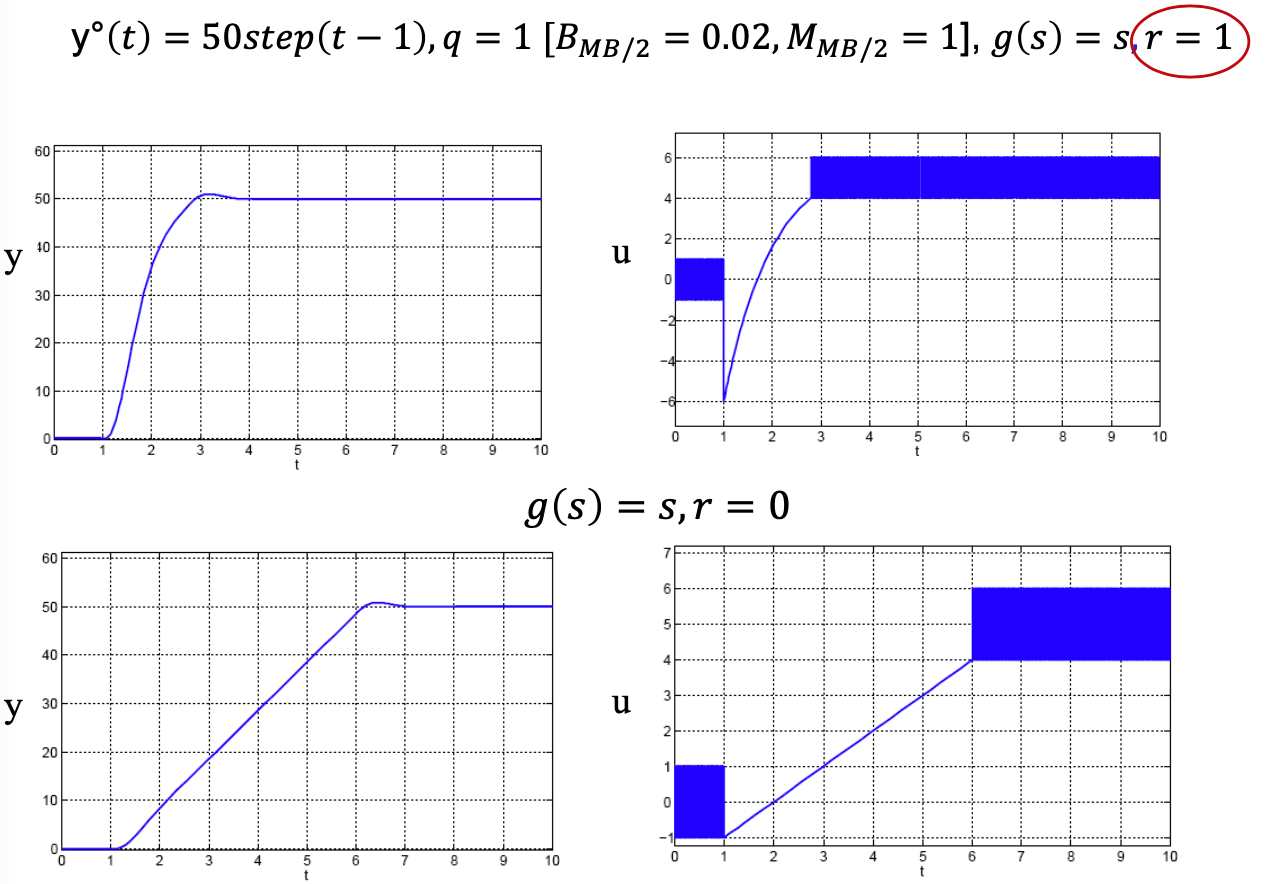 y°(t) = 50step(t − 1), q = 1 [B_{MB/2} = 0.02, M_{MB/2} = 1], g(s) = s, r = 1
60
50
40
30
20
10
0
y
0 1 2 3 4 5 6 7 8 9 10
t
6
4
2
0
−2
−4
−6
u
0 1 2 3 4 5 6 7 8 9 10
t
g(s) = s, r = 0
60
50
40
30
20
10
0
y
0 1 2 3 4 5 6 7 8 9 10
t
7
6
5
4
3
2
1
0
−1
u
0 1 2 3 4 5 6 7 8 9 10
t